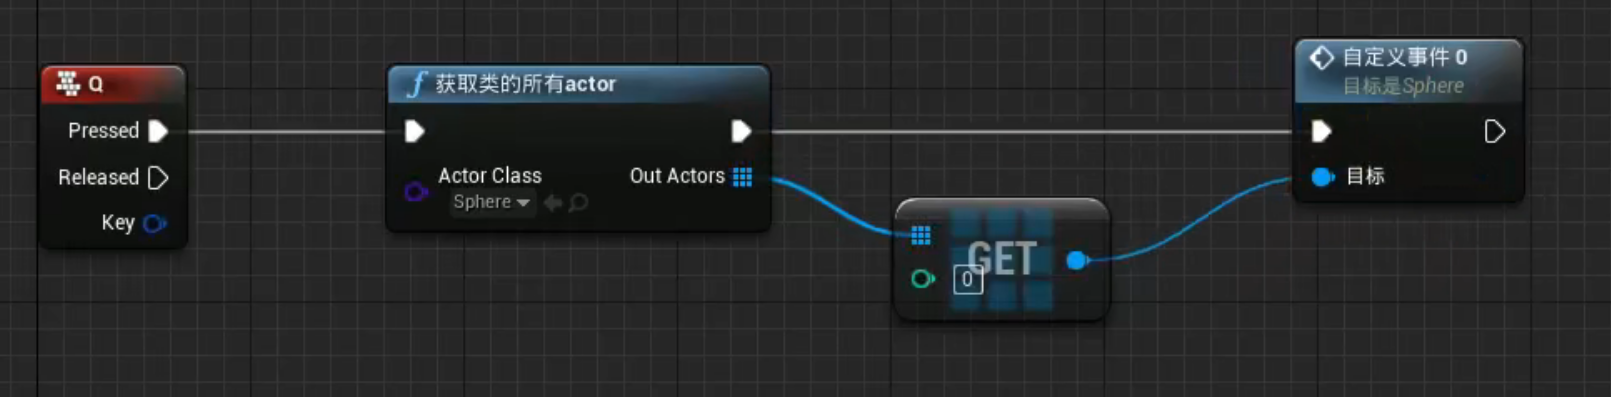 Q
Pressed
Released
Key
f 获取类的所有actor
Actor Class
Sphere
Out Actors
GET
0
自定义事件 0
目标是Sphere
目标